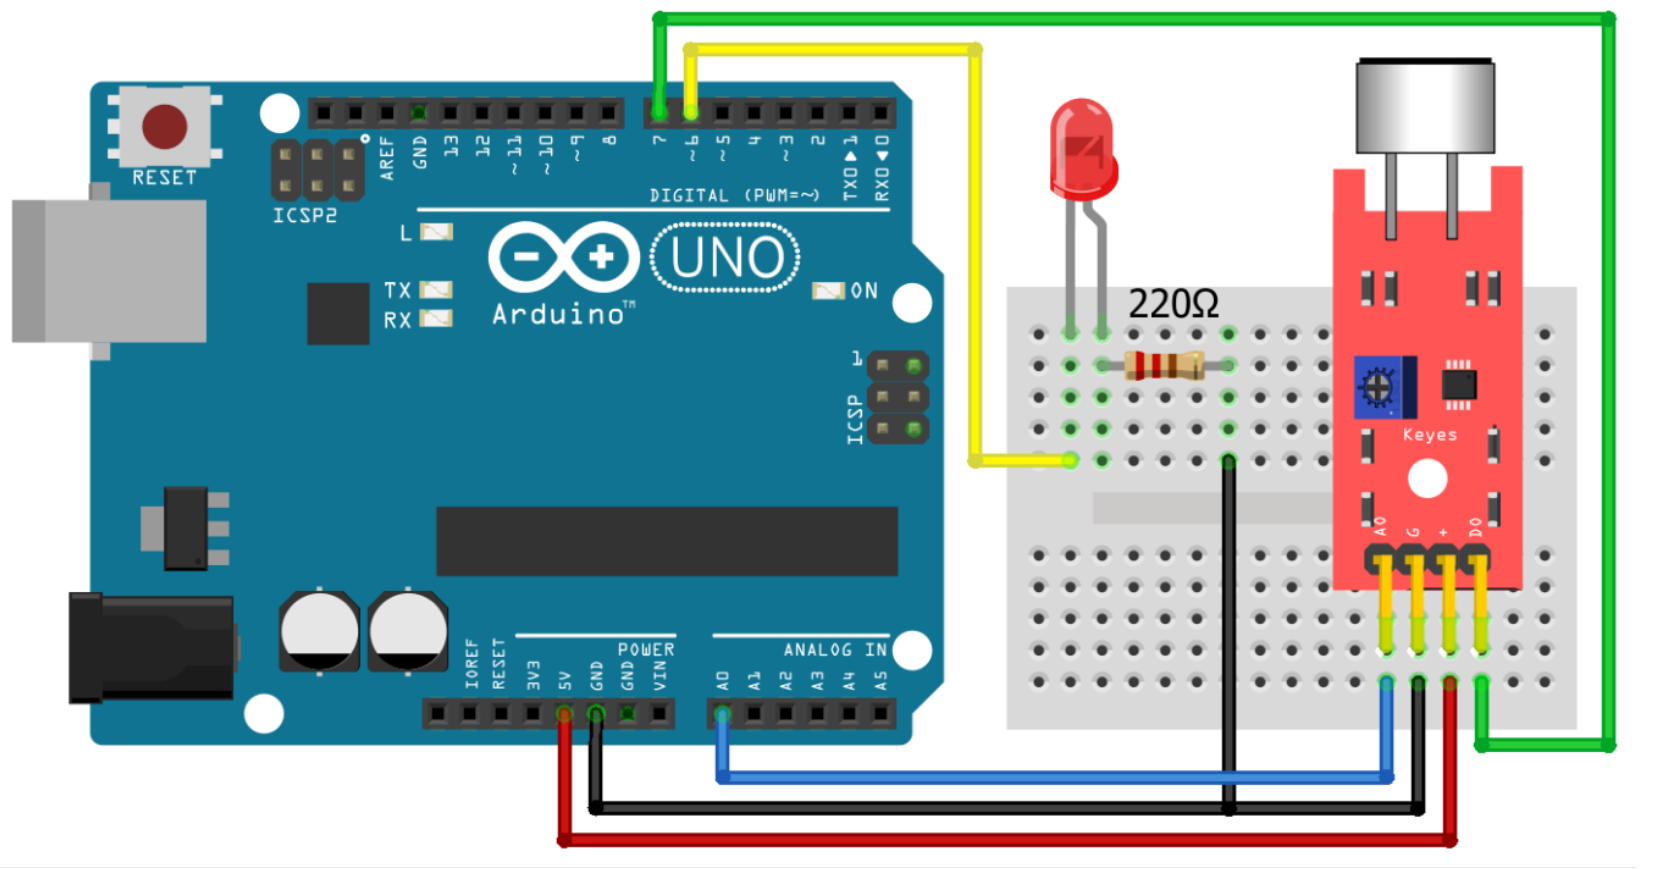 RESET
ICSP2
AREF
GND
13
12
~11
~10
~9
8
7
~6
~5
4
~3
2
TX0▶1
RX0◀0
DIGITAL (PWM=~)
L
TX
RX
UNO
Arduino™
ON
1
ICSP
220Ω
Keyes
A0
G
+
D0
POWER
ANALOG IN
IOREF
RESET
3V3
5V
GND
GND
VIN
A0
A1
A2
A3
A4
A5